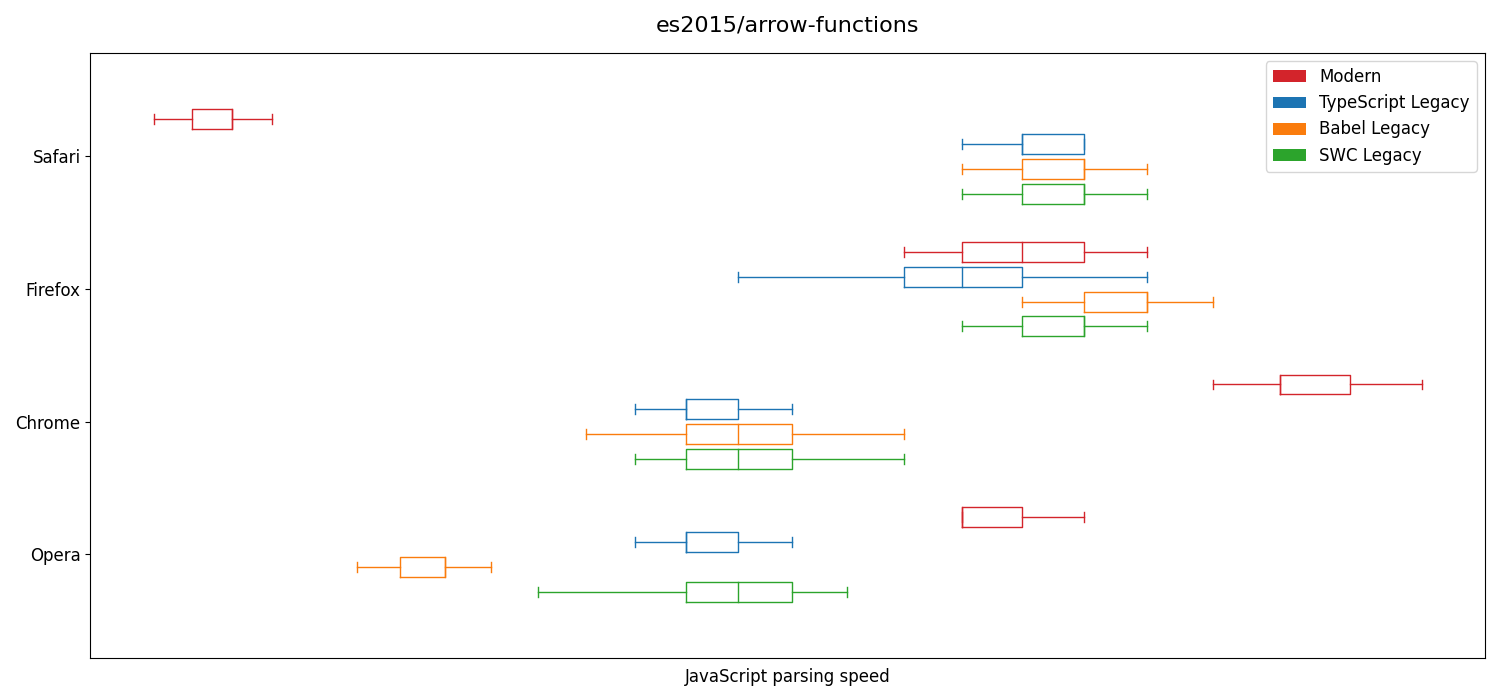 es2015/arrow-functions
Modern
TypeScript Legacy
Babel Legacy
SWC Legacy
Safari
Firefox
Chrome
Opera
JavaScript parsing speed